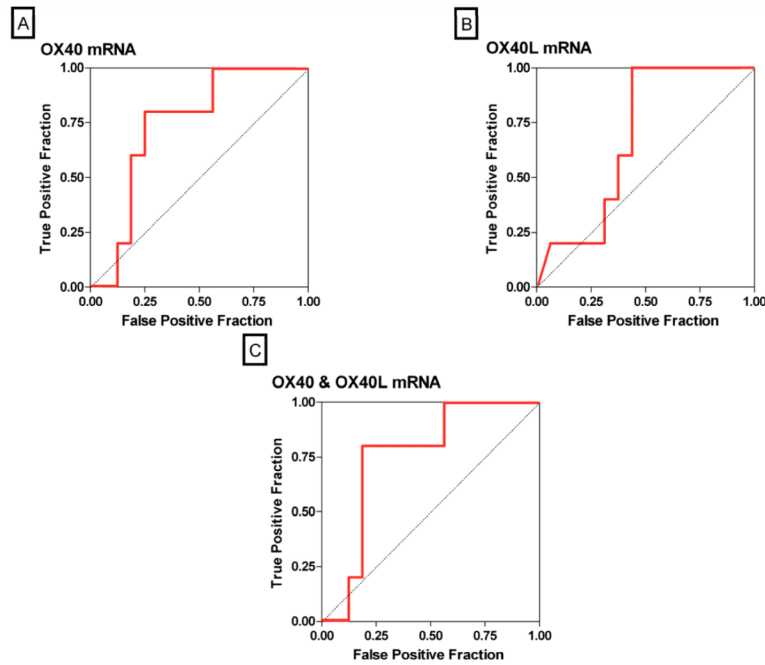 A
OX40 mRNA
1.00
0.75
0.50
0.25
0.00
True Positive Fraction
0.00 0.25 0.50 0.75 1.00
False Positive Fraction
B
OX40L mRNA
1.00
0.75
0.50
0.25
0.00
True Positive Fraction
0.00 0.25 0.50 0.75 1.00
False Positive Fraction
C
OX40 & OX40L mRNA
1.00
0.75
0.50
0.25
0.00
True Positive Fraction
0.00 0.25 0.50 0.75 1.00
False Positive Fraction